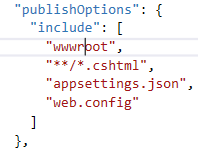 "publishOptions": {
"include": [
"wwwroot",
"**/*.cshtml",
"appsettings.json",
"web.config"
]
},